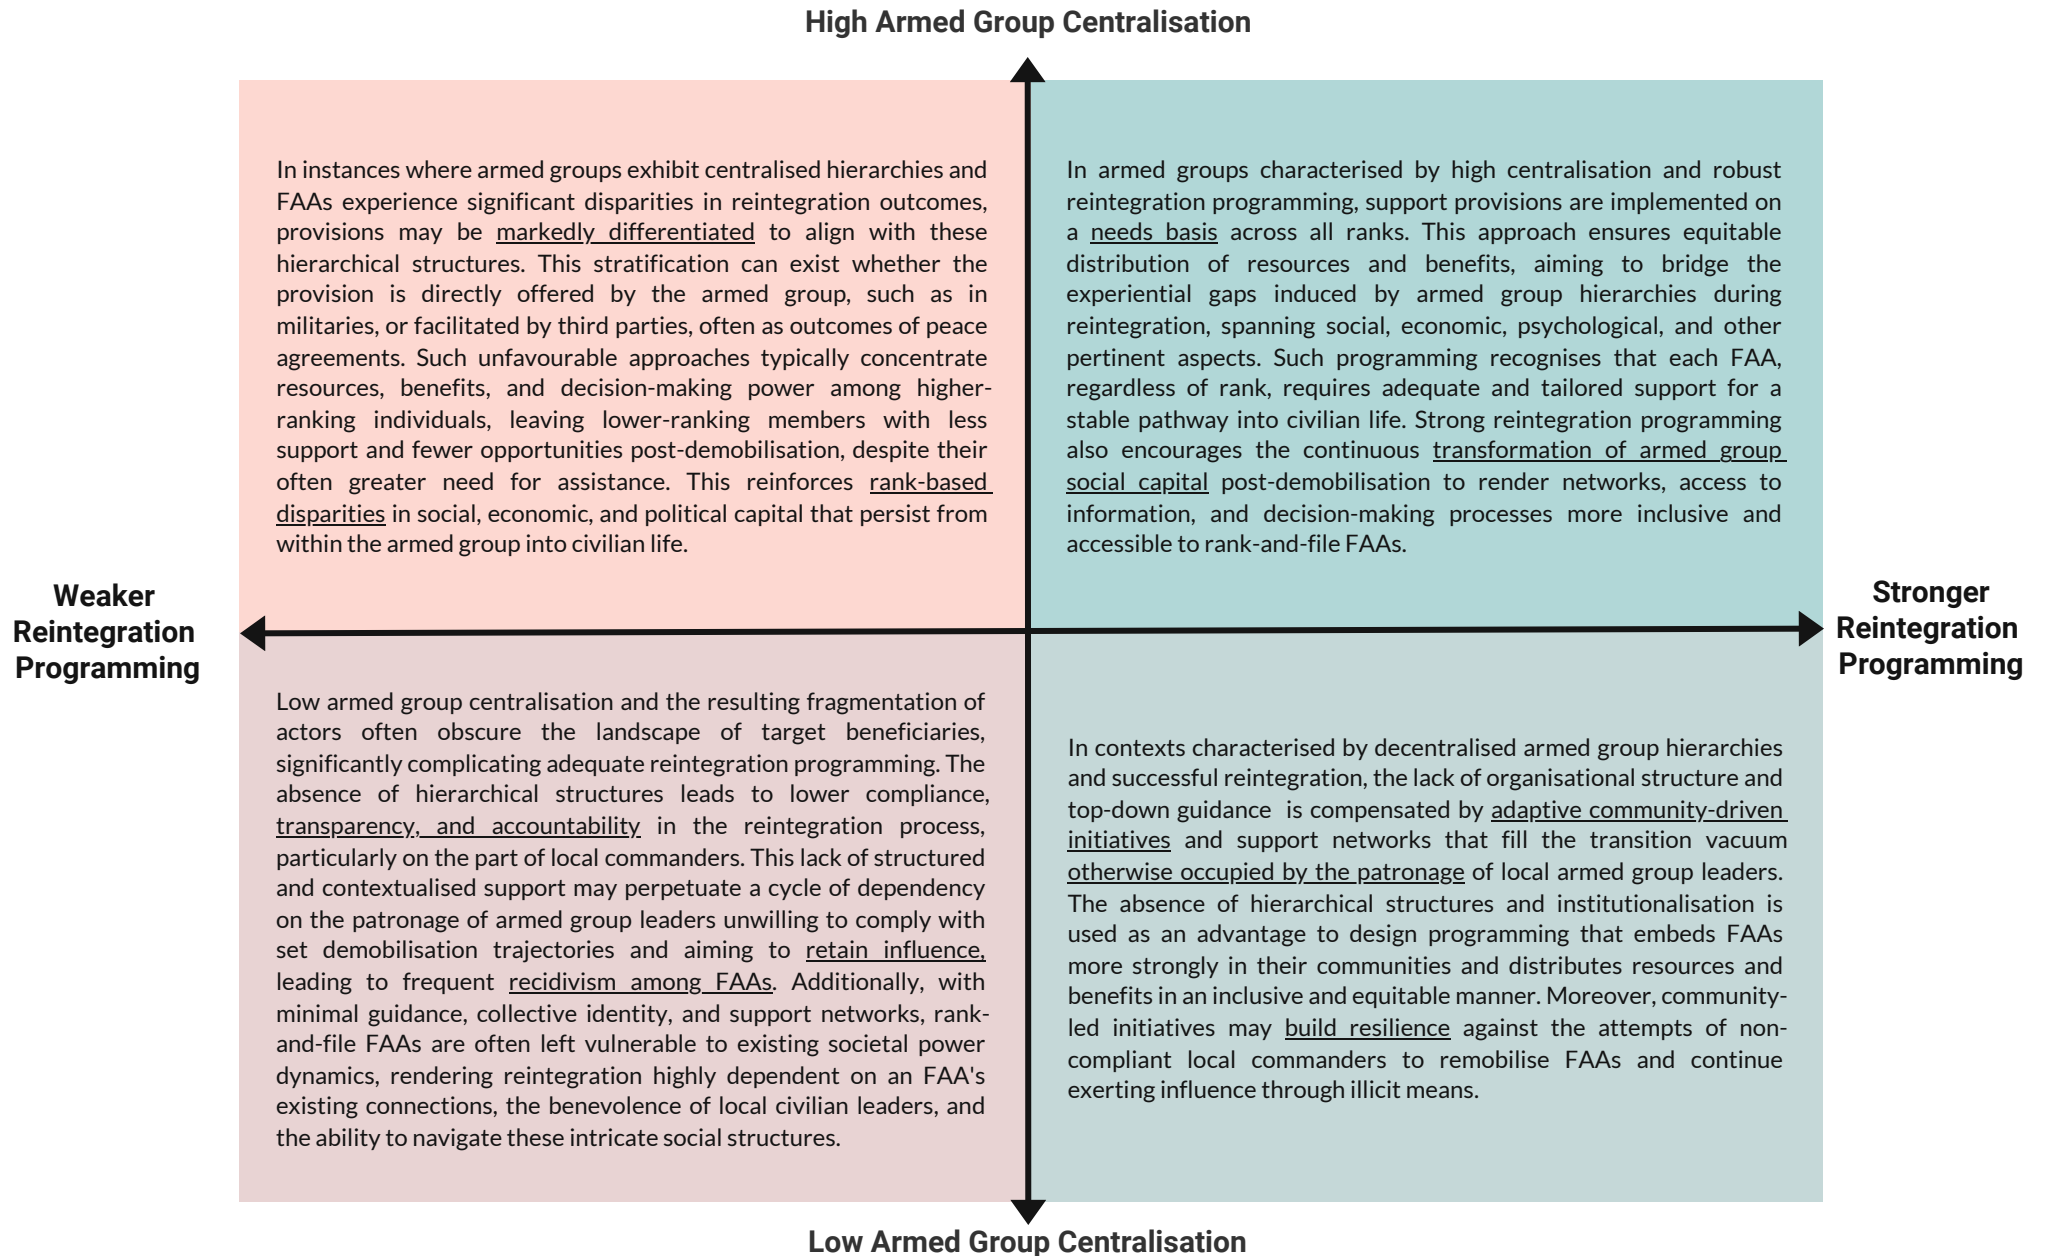 High Armed Group Centralisation
In instances where armed groups exhibit centralised hierarchies and
FAAs experience significant disparities in reintegration outcomes,
provisions may be markedly differentiated to align with these
hierarchical structures. This stratification can exist whether the
provision is directly offered by the armed group, such as in
militaries, or facilitated by third parties, often as outcomes of peace
agreements. Such unfavourable approaches typically concentrate
resources, benefits, and decision-making power among higher-
ranking individuals, leaving lower-ranking members with less
support and fewer opportunities post-demobilisation, despite their
often greater need for assistance. This reinforces rank-based
disparities in social, economic, and political capital that persist from
within the armed group into civilian life.
In armed groups characterised by high centralisation and robust
reintegration programming, support provisions are implemented on
a needs basis across all ranks. This approach ensures equitable
distribution of resources and benefits, aiming to bridge the
experiential gaps induced by armed group hierarchies during
reintegration, spanning social, economic, psychological, and other
pertinent aspects. Such programming recognises that each FAA,
regardless of rank, requires adequate and tailored support for a
stable pathway into civilian life. Strong reintegration programming
also encourages the continuous transformation of armed group
social capital post-demobilisation to render networks, access to
information, and decision-making processes more inclusive and
accessible to rank-and-file FAAs.
Weaker
Reintegration
Programming
Stronger
Reintegration
Programming
Low armed group centralisation and the resulting fragmentation of
actors often obscure the landscape of target beneficiaries,
significantly complicating adequate reintegration programming. The
absence of hierarchical structures leads to lower compliance,
transparency, and accountability in the reintegration process,
particularly on the part of local commanders. This lack of structured
and contextualised support may perpetuate a cycle of dependency
on the patronage of armed group leaders unwilling to comply with
set demobilisation trajectories and aiming to retain influence,
leading to frequent recidivism among FAAs. Additionally, with
minimal guidance, collective identity, and support networks, rank-
and-file FAAs are often left vulnerable to existing societal power
dynamics, rendering reintegration highly dependent on an FAA's
existing connections, the benevolence of local civilian leaders, and
the ability to navigate these intricate social structures.
In contexts characterised by decentralised armed group hierarchies
and successful reintegration, the lack of organisational structure and
top-down guidance is compensated by adaptive community-driven
initiatives and support networks that fill the transition vacuum
otherwise occupied by the patronage of local armed group leaders.
The absence of hierarchical structures and institutionalisation is
used as an advantage to design programming that embeds FAAs
more strongly in their communities and distributes resources and
benefits in an inclusive and equitable manner. Moreover, community-
led initiatives may build resilience against the attempts of non-
compliant local commanders to remobilise FAAs and continue
exerting influence through illicit means.
Low Armed Group Centralisation